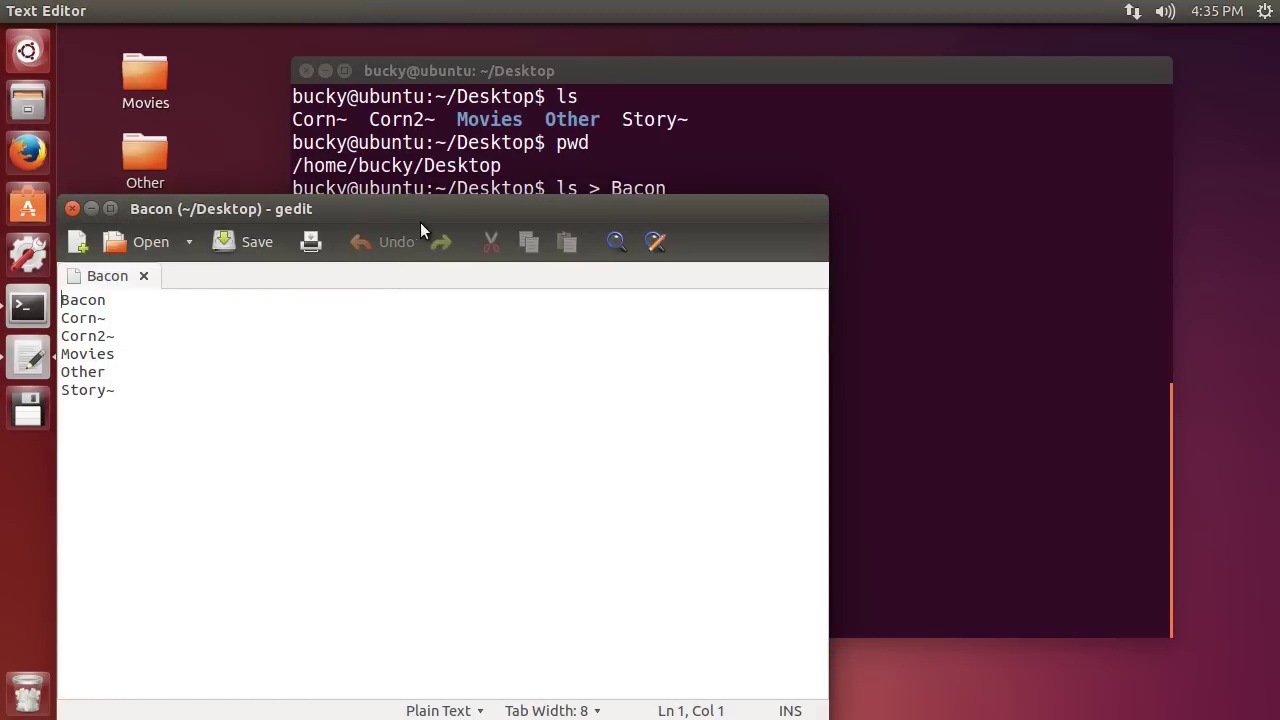 Text Editor
4:35 PM
Movies
Other
bucky@ubuntu: ~/Desktop
bucky@ubuntu:~/Desktop$ ls
Corn~ Corn2~ Movies Other Story~
bucky@ubuntu:~/Desktop$ pwd
/home/bucky/Desktop
bucky@ubuntu:~/Desktop$ ls > Bacon
Bacon (~/Desktop) - gedit
Open Save Undo
Bacon
Bacon
Corn~
Corn2~
Movies
Other
Story~
Plain Text Tab Width: 8 Ln 1, Col 1 INS